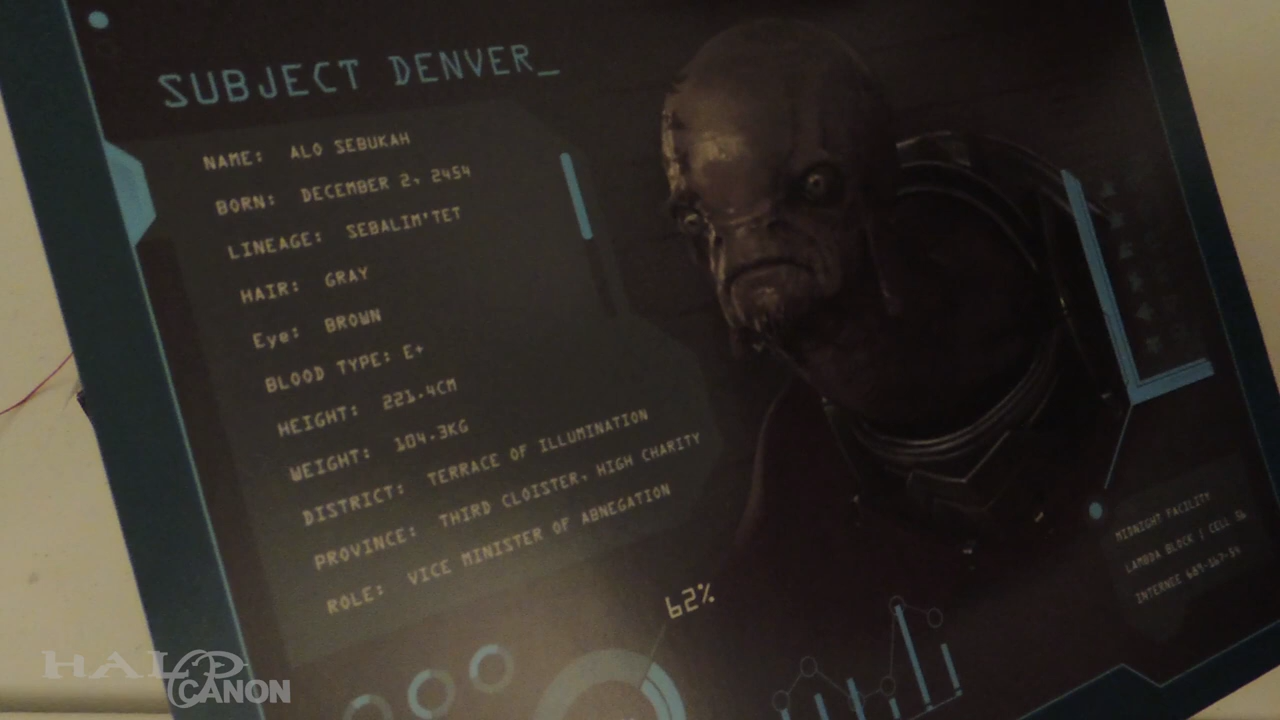 SUBJECT DENVER_
NAME: ALO SEBUKAH
BORN: DECEMBER 2, 2454
LINEAGE: SEBALIM'TET
HAIR: GRAY
Eye: BROWN
BLOOD TYPE: E+
HEIGHT: 221.4CM
WEIGHT: 104.3KG
DISTRICT: TERRACE OF ILLUMINATION
PROVINCE: THIRD CLOISTER, HIGH CHARITY
ROLE: VICE MINISTER OF ABNEGATION
62%
MIDNIGHT FACILITY
LAMBDA BLOCK / CELL
INTERNEE
HALO
CANON